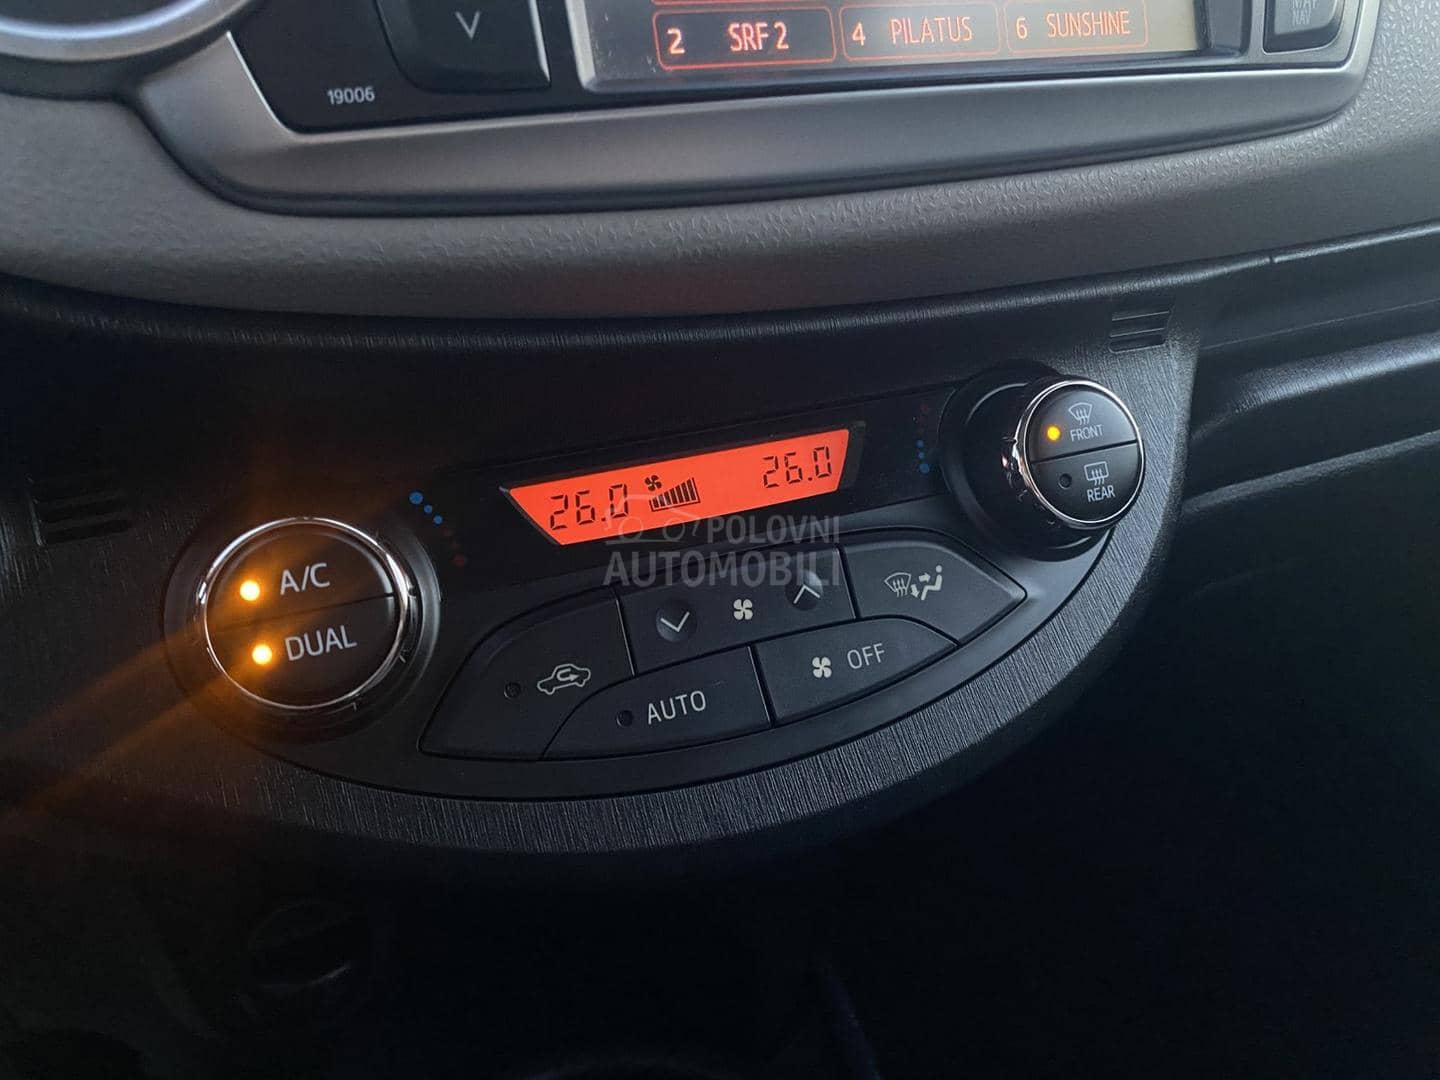 2 SRF 2
4 PILATUS
6 SUNSHINE
NAV
19006
FRONT
REAR
26.0
26.0
POLOVNI
AUTOMOBILI
A/C
DUAL
AUTO
OFF